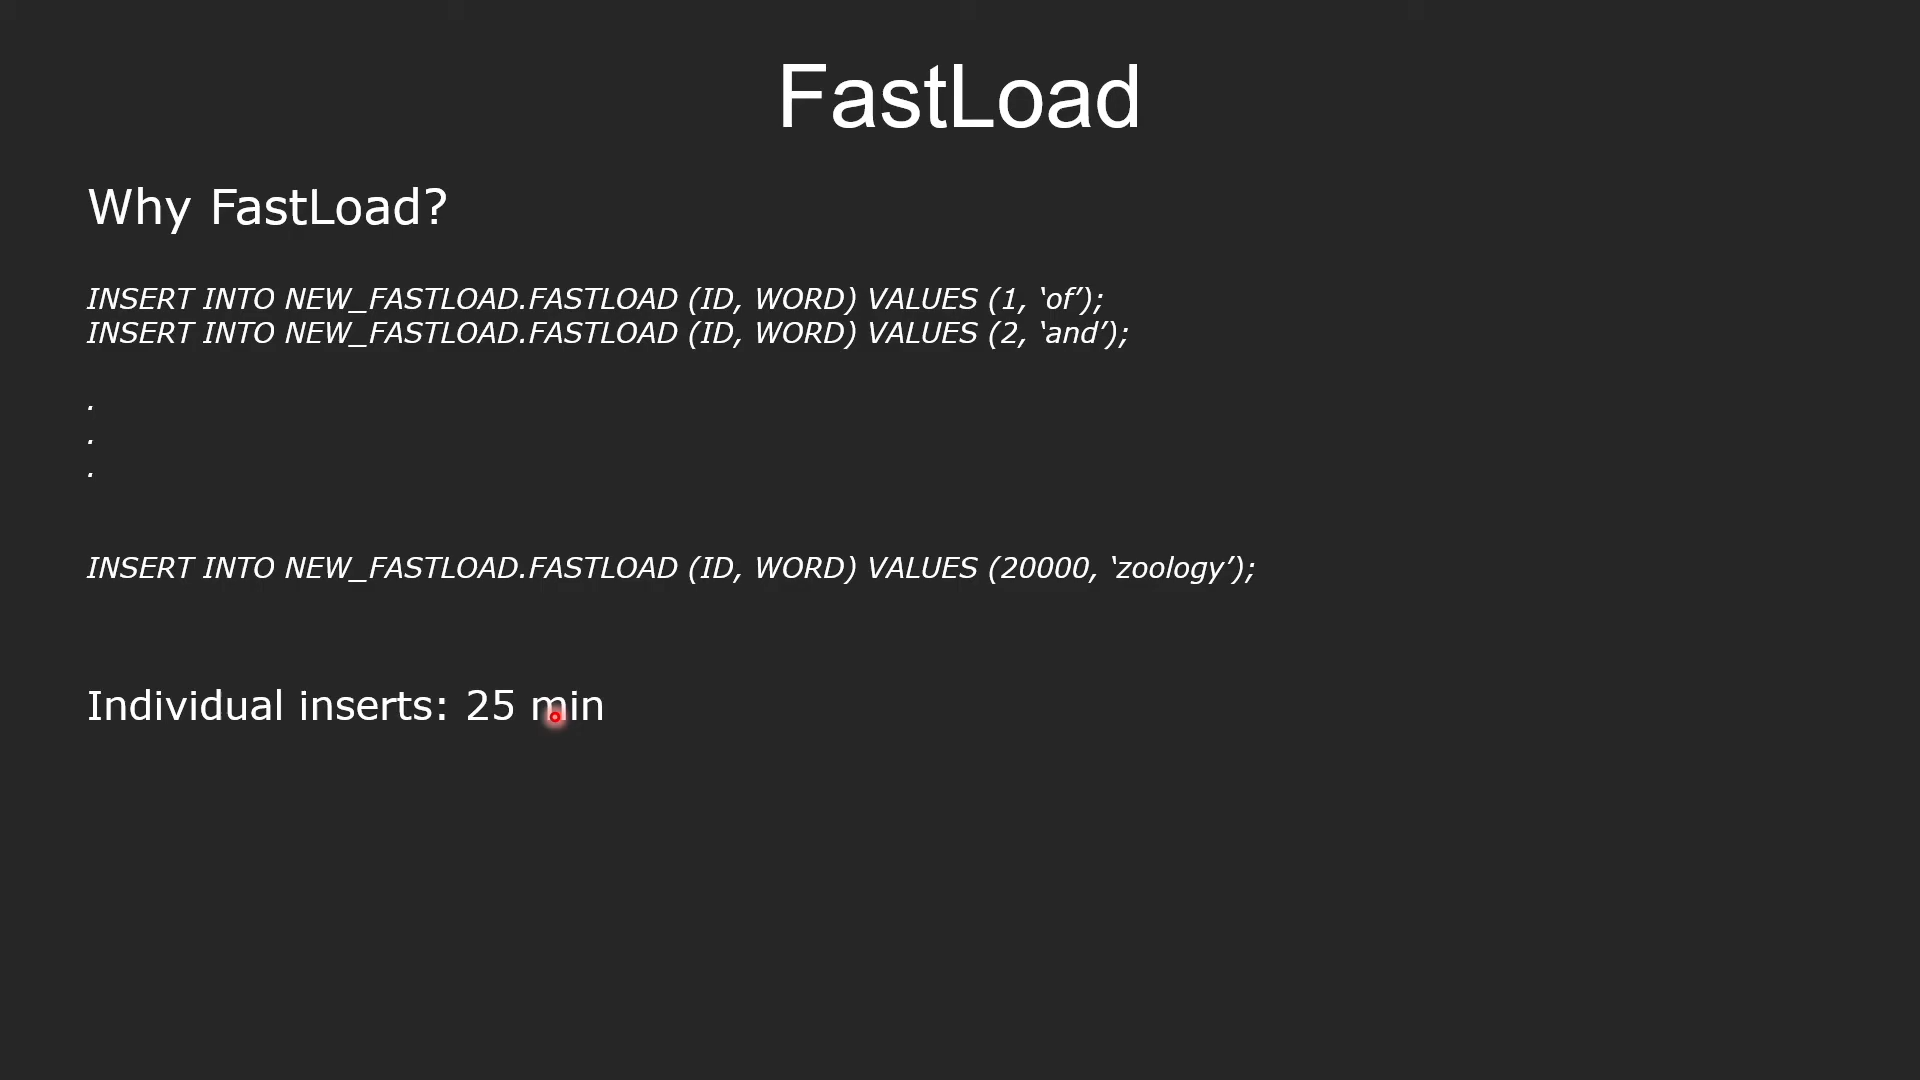 FastLoad
Why FastLoad?
INSERT INTO NEW_FASTLOAD.FASTLOAD (ID, WORD) VALUES (1, ‘of’);
INSERT INTO NEW_FASTLOAD.FASTLOAD (ID, WORD) VALUES (2, ‘and’);
.
.
.
INSERT INTO NEW_FASTLOAD.FASTLOAD (ID, WORD) VALUES (20000, ‘zoology’);
Individual inserts: 25 min